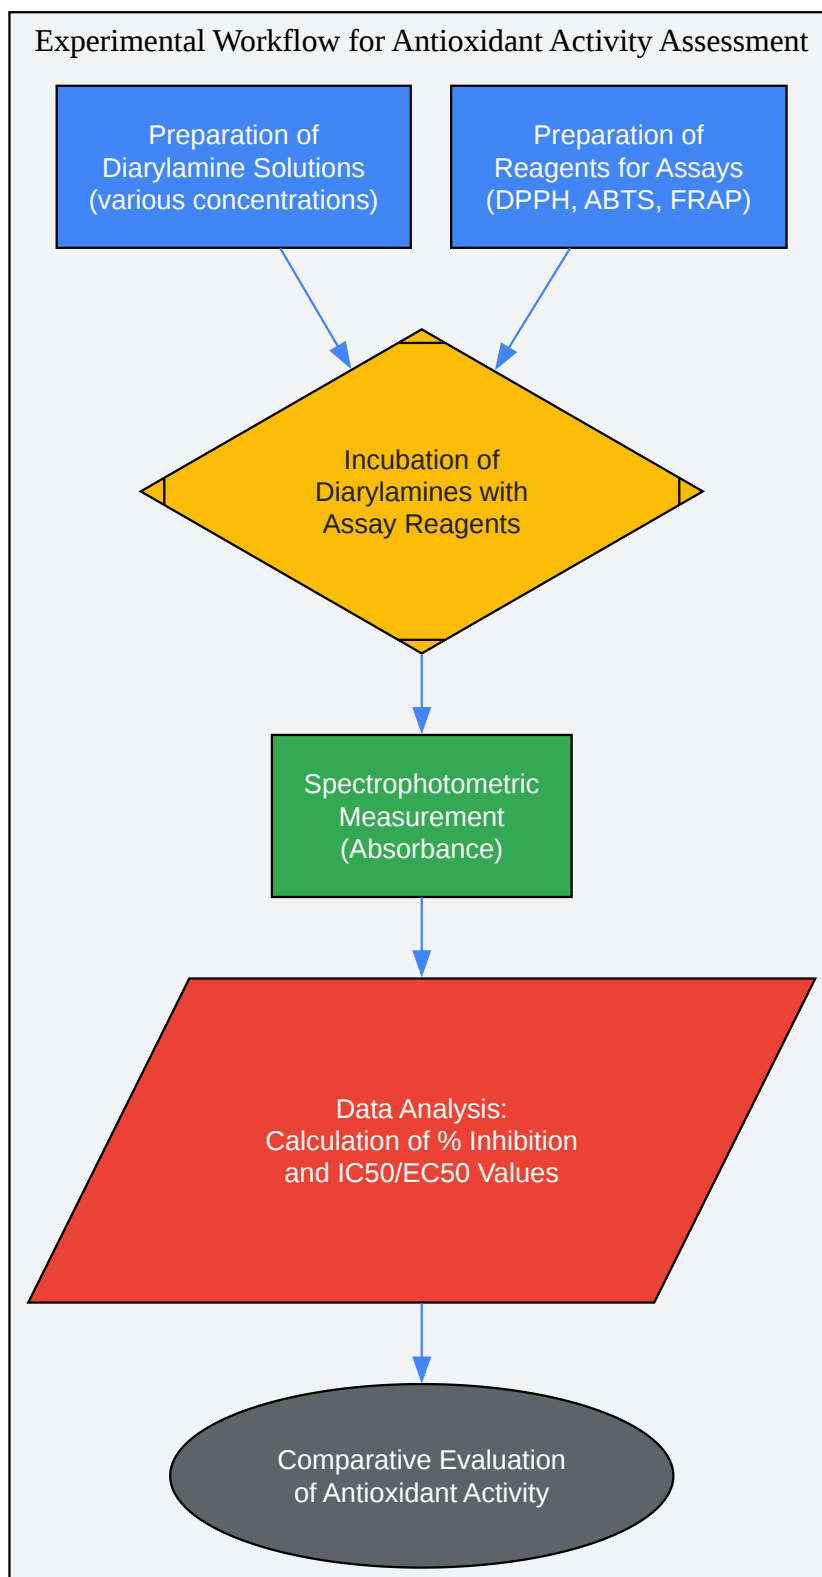 Experimental Workflow for Antioxidant Activity Assessment
Preparation of
Diarylamine Solutions
(various concentrations)
Preparation of
Reagents for Assays
(DPPH, ABTS, FRAP)
Incubation of
Diarylamines with
Assay Reagents
Spectrophotometric
Measurement
(Absorbance)
Data Analysis:
Calculation of % Inhibition
and IC50/EC50 Values
Comparative Evaluation
of Antioxidant Activity